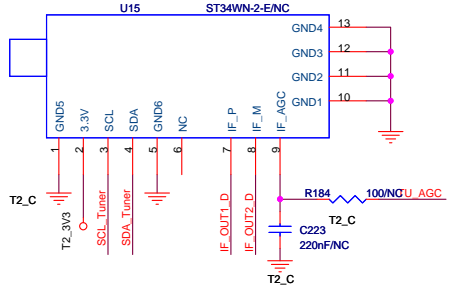 U15
ST34WN-2-E/NC
GND4
13
GND3
12
GND2
11
GND1
10
GND5
3.3V
SCL
SDA
GND6
NC
IF_P
IF_M
IF_AGC
1
2
3
4
5
6
7
8
9
T2_C
T2_3V3
SCL_Tuner
SDA_Tuner
IF_OUT1_D
IF_OUT2_D
R184
100/NC
TU_AGC
T2_C
C223
220nF/NC
T2_C